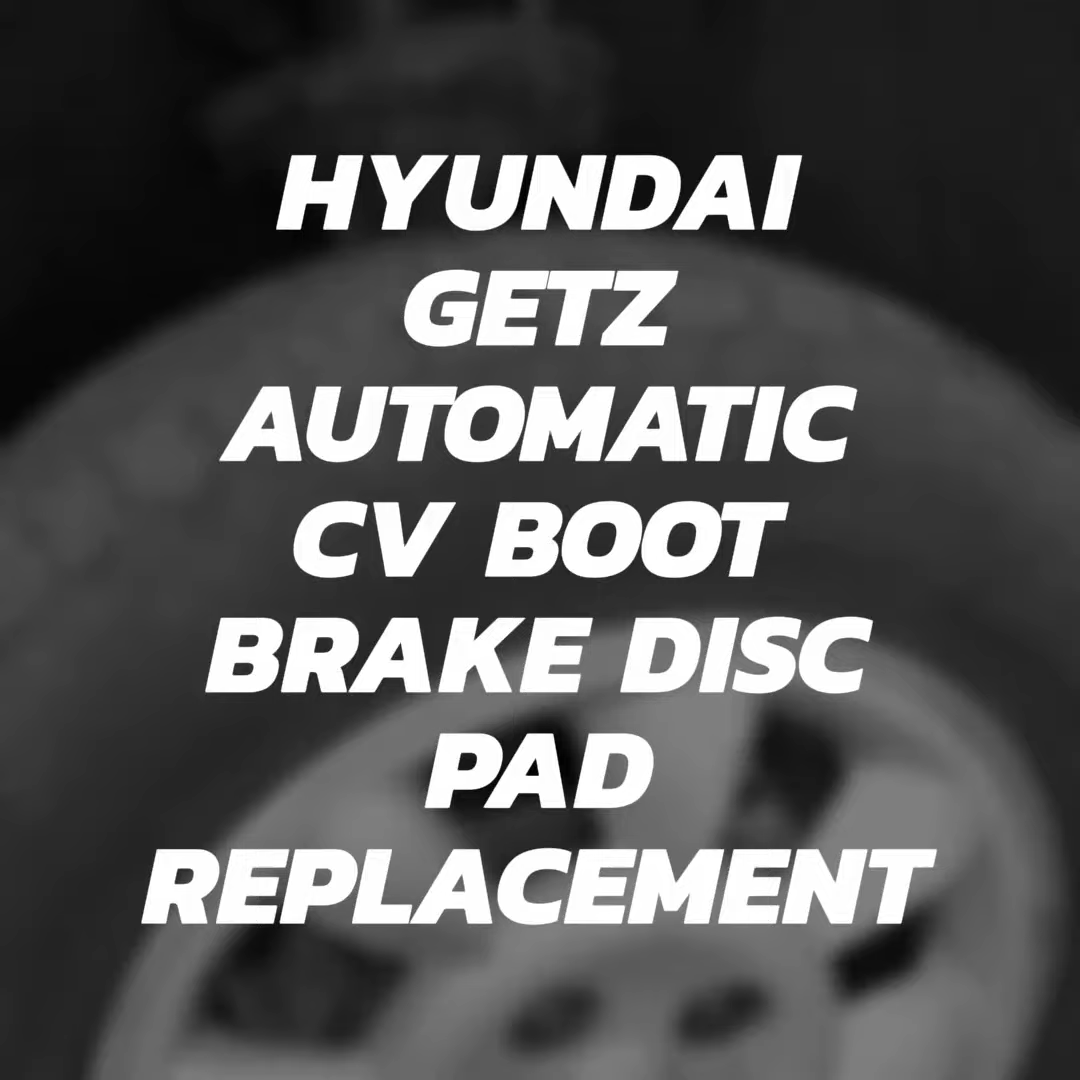 HYUNDAI
GETZ
AUTOMATIC
CV BOOT
BRAKE DISC
PAD
REPLACEMENT